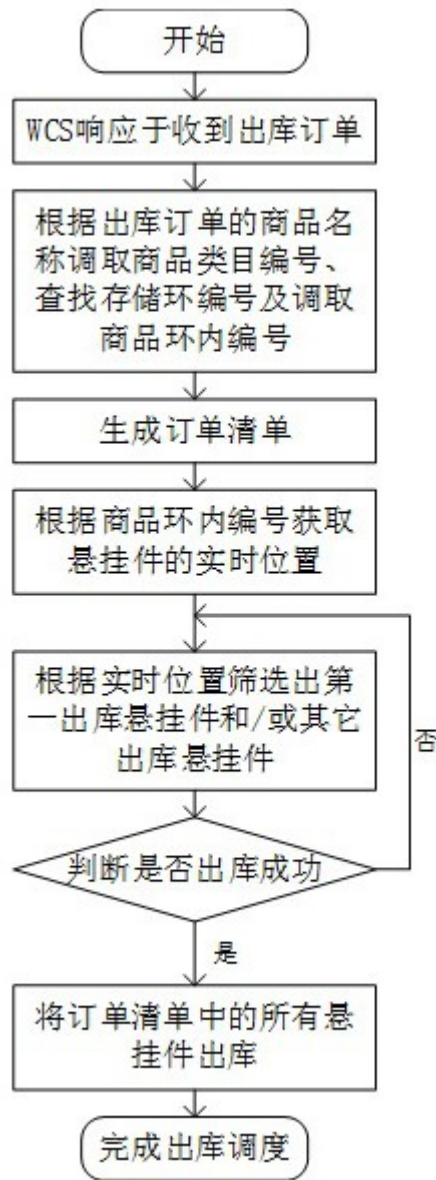 开始
WCS响应于收到出库订单
根据出库订单的商品名
称调取商品类目编号、
查找存储环编号及调取
商品环内编号
生成订单清单
根据商品环内编号获取
悬挂件的实时位置
根据实时位置筛选出第
一出库悬挂件和/或其它
出库悬挂件
否
判断是否出库成功
是
将订单清单中的所有悬
挂件出库
完成出库调度